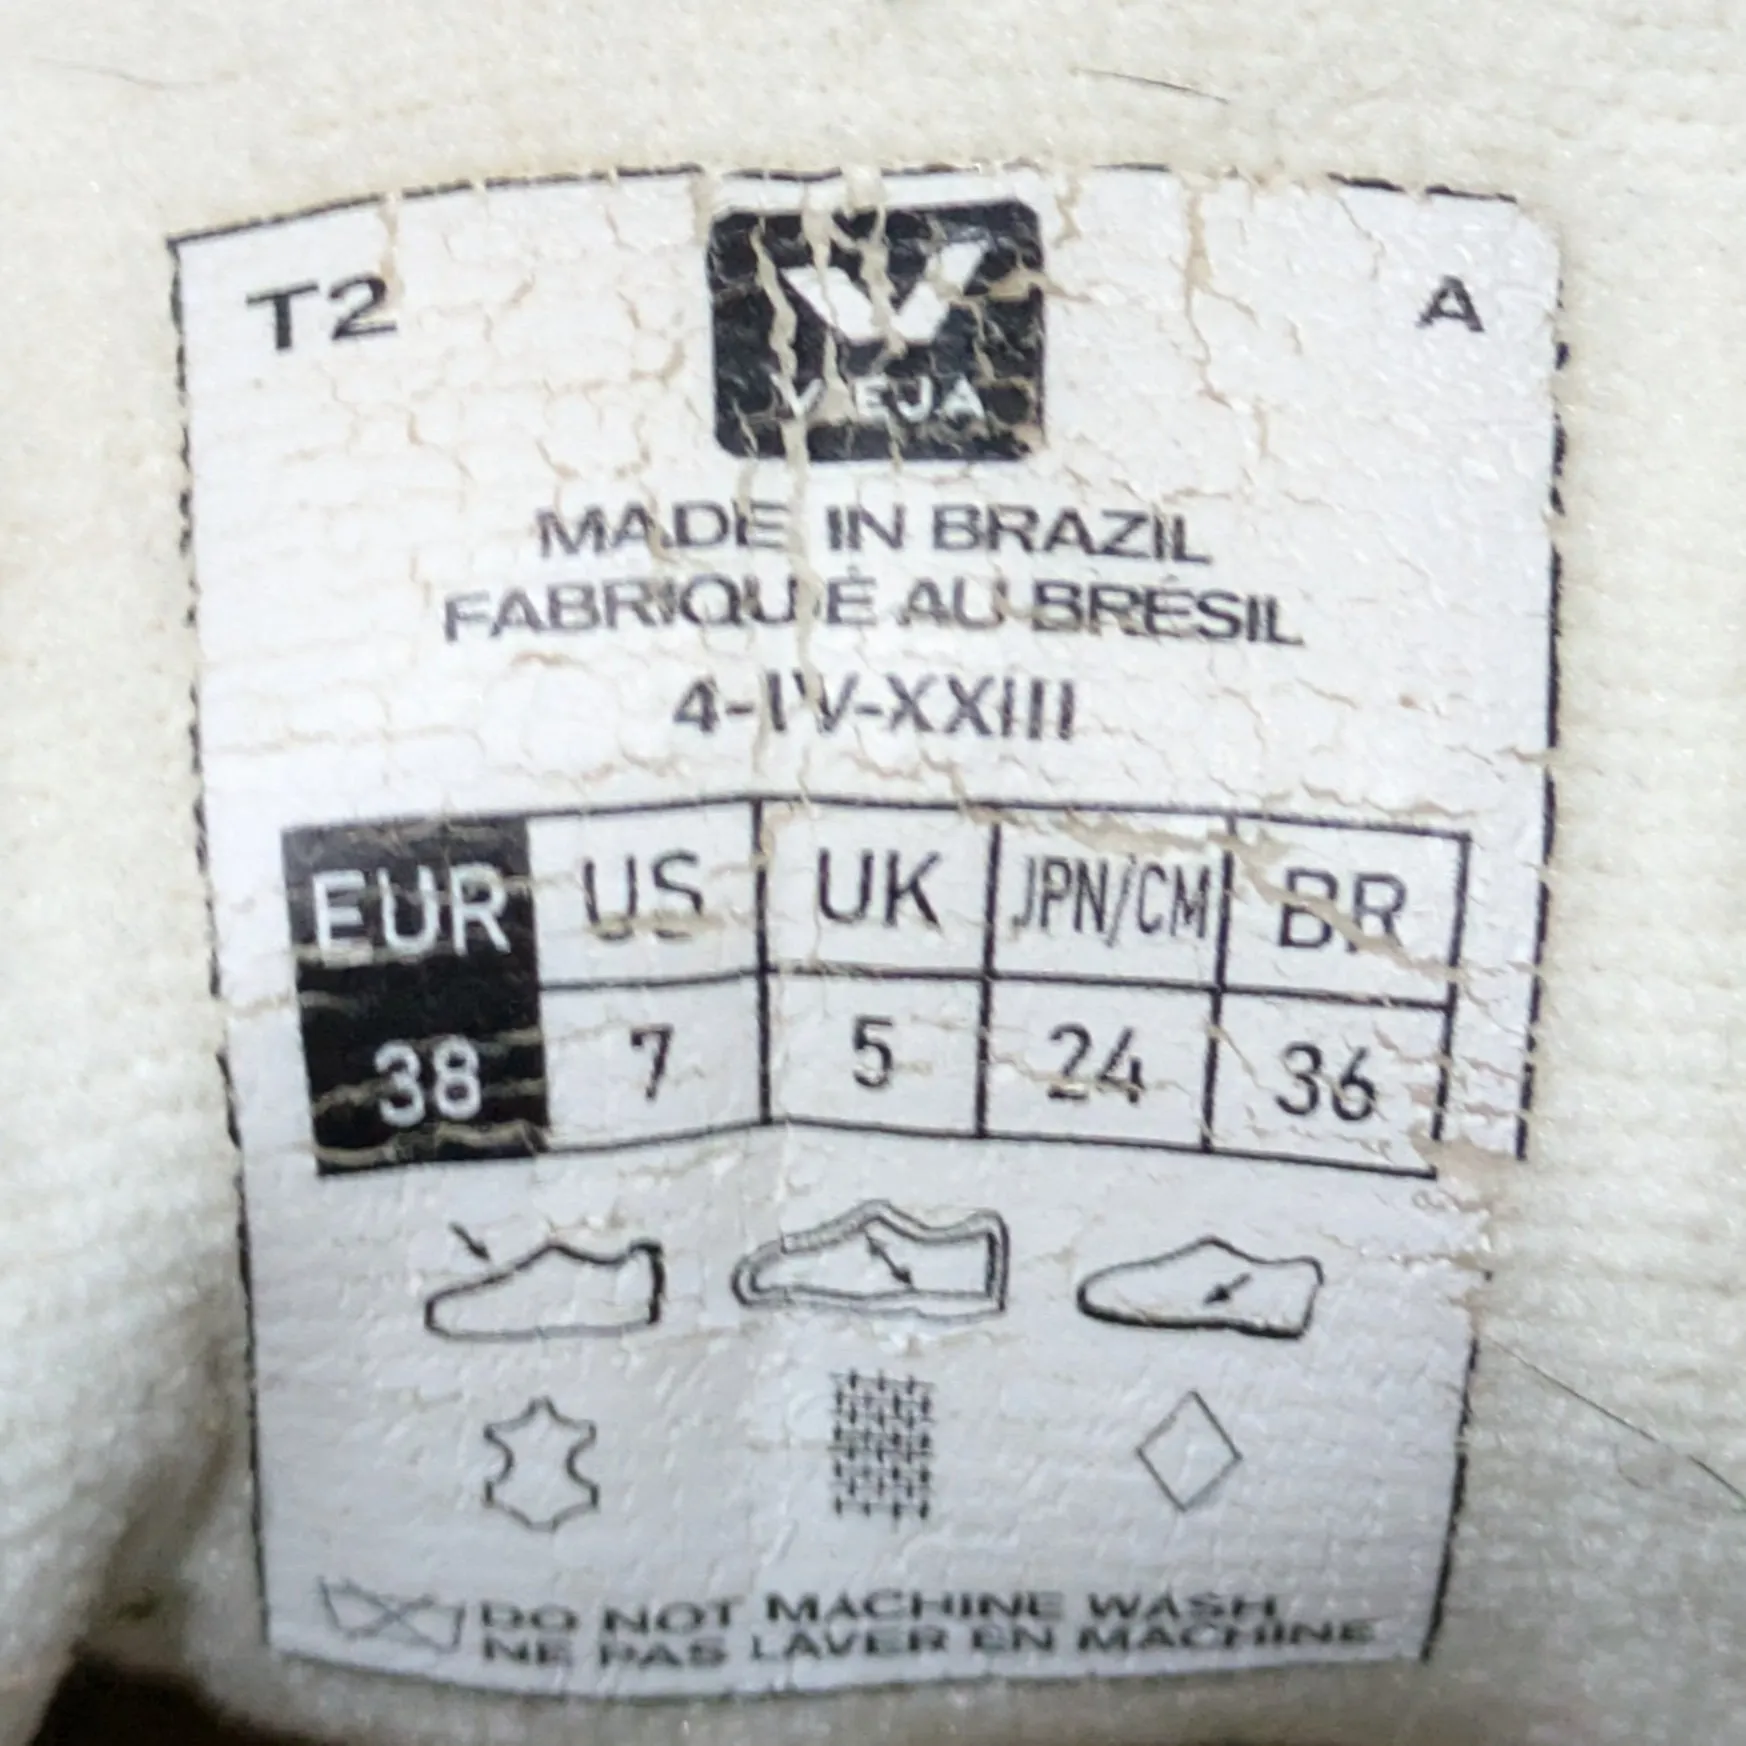 T2 A
VEJA
MADE IN BRAZIL
FABRIQUÉ AU BRÉSIL
4-IV-XXIII
EUR US UK JPN/CM BR
38 7 5 24 36
DO NOT MACHINE WASH
NE PAS LAVER EN MACHINE